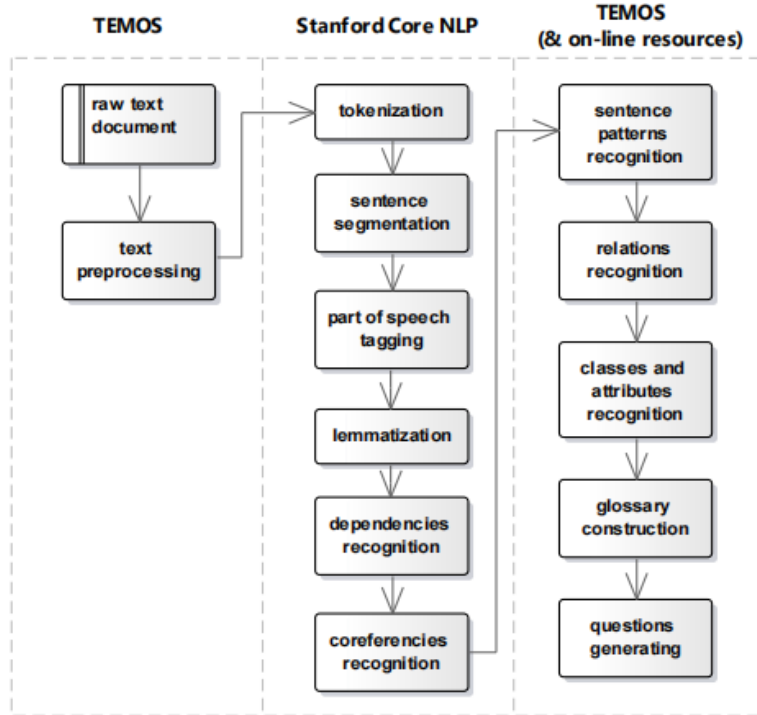 TEMOS
Stanford Core NLP
TEMOS
(& on-line resources)
raw text
document
text
preprocessing
tokenization
sentence
segmentation
part of speech
tagging
lemmatization
dependencies
recognition
coreferencies
recognition
sentence
patterns
recognition
relations
recognition
classes and
attributes
recognition
glossary
construction
questions
generating